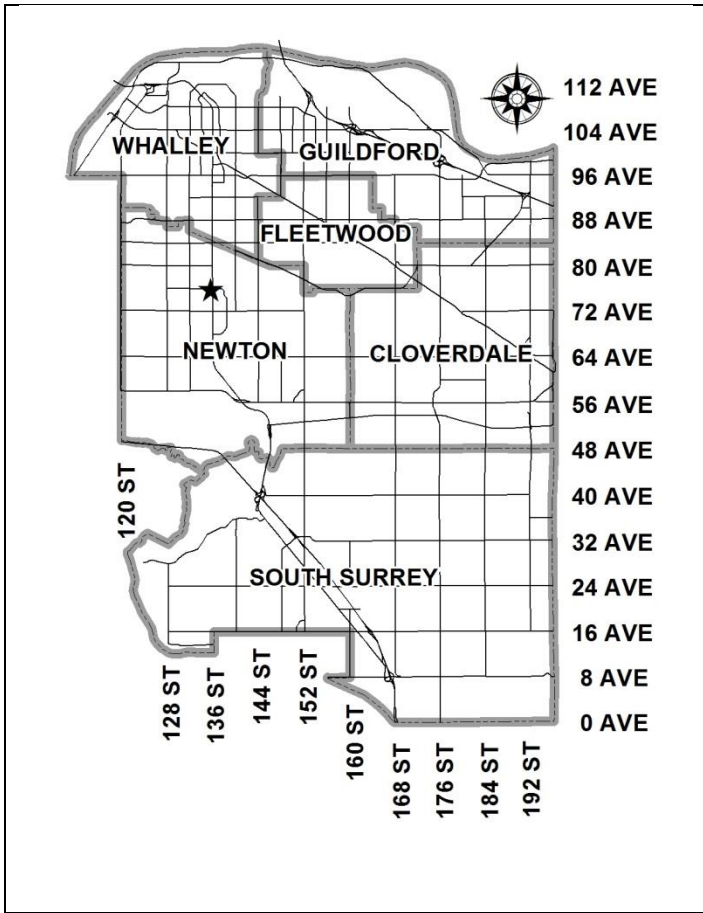 112 AVE
104 AVE
WHALLEY
GUILDFORD
96 AVE
88 AVE
FLEETWOOD
80 AVE
72 AVE
NEWTON
CLOVERDALE
64 AVE
56 AVE
48 AVE
120 ST
40 AVE
32 AVE
SOUTH SURREY
24 AVE
16 AVE
128 ST
136 ST
144 ST
152 ST
160 ST
8 AVE
0 AVE
168 ST
176 ST
184 ST
192 ST